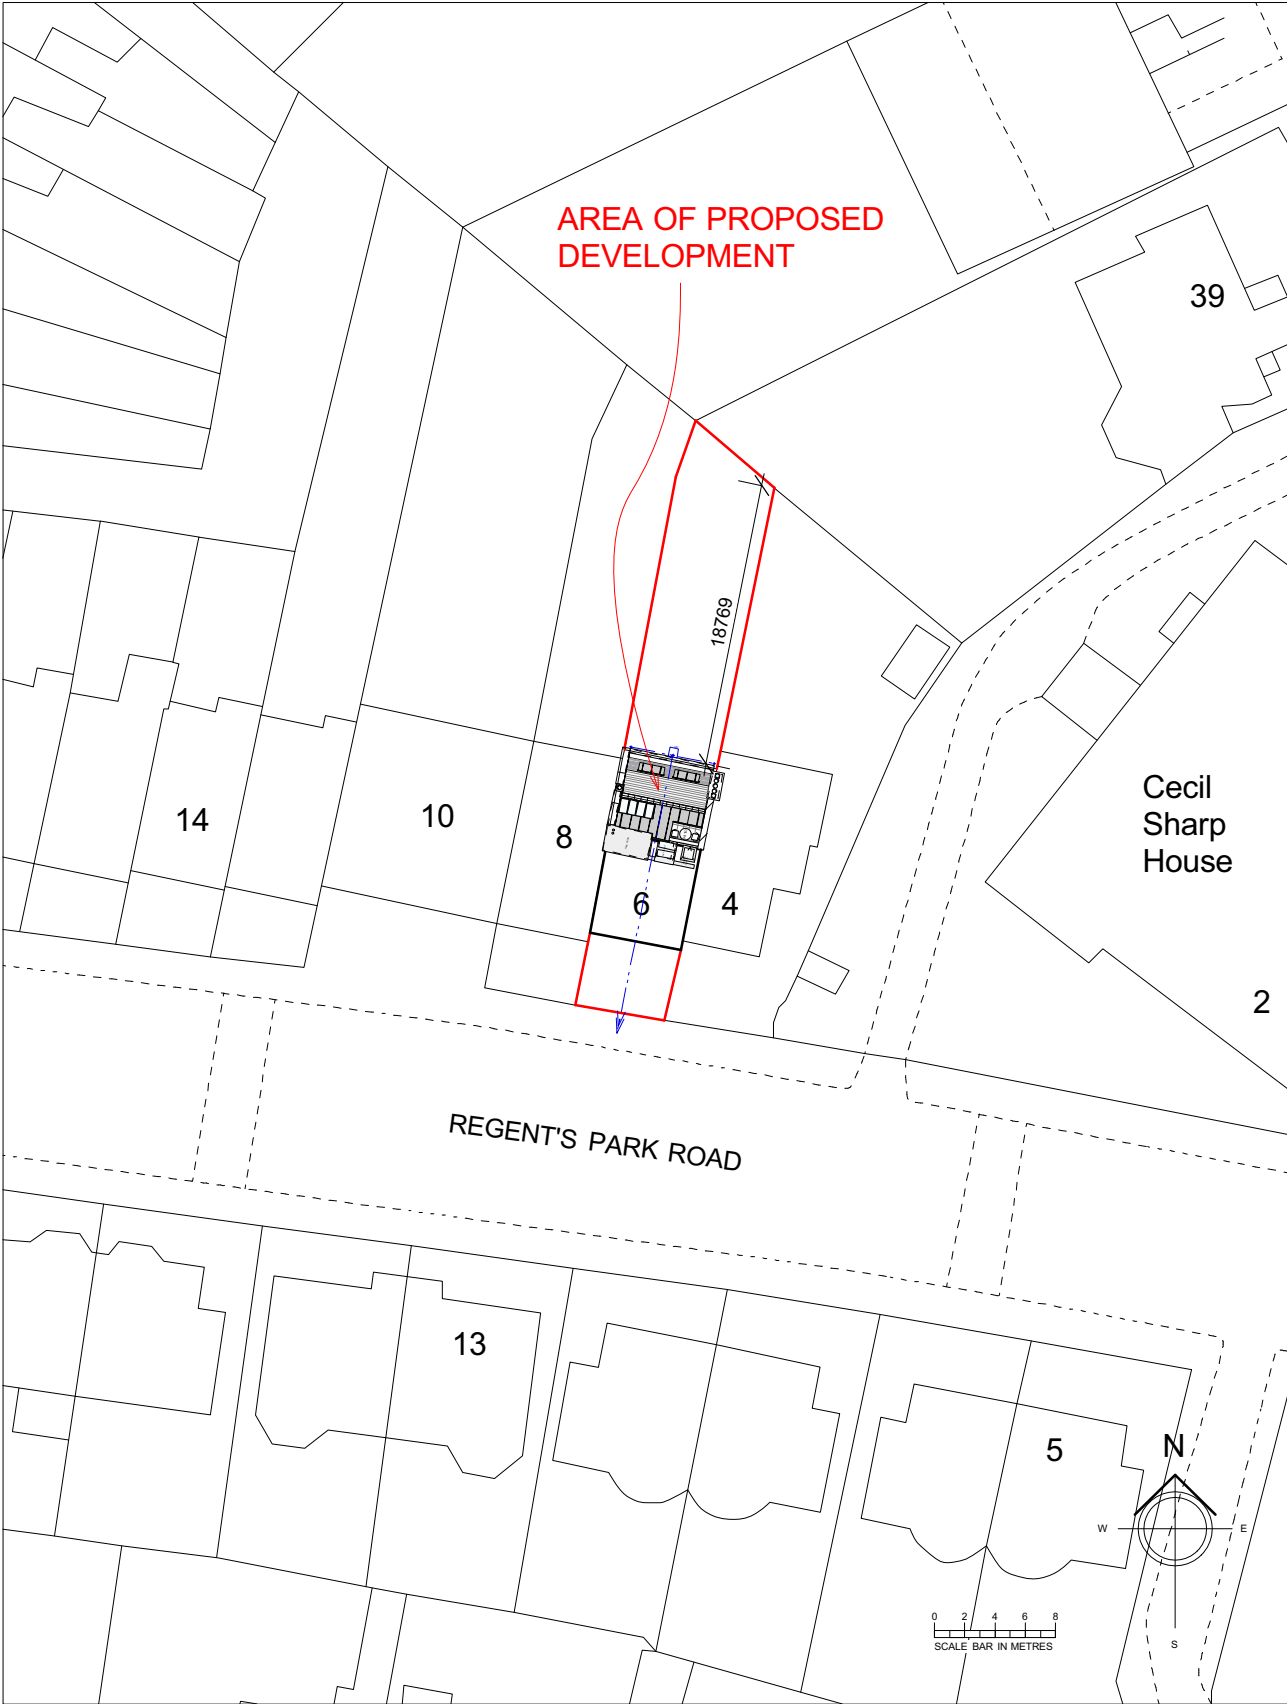 AREA OF PROPOSED
DEVELOPMENT
39
18769
Cecil
Sharp
House
14
10
8
6
4
2
REGENT'S PARK ROAD
13
5
N
W
E
S
0 2 4 6 8
SCALE BAR IN METRES